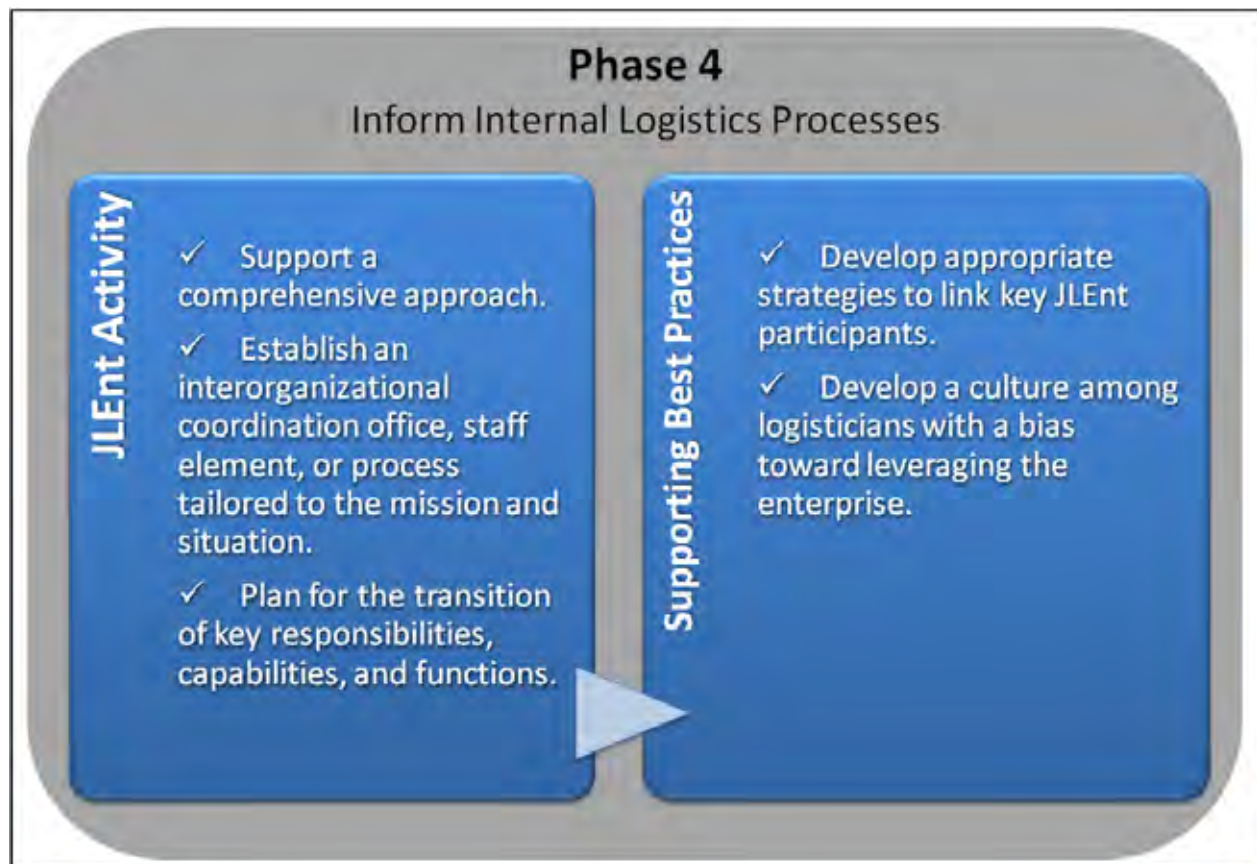 Phase 4
Inform Internal Logistics Processes
JLEnt Activity
✓ Support a
comprehensive approach.
✓ Establish an
interorganizational
coordination office, staff
element, or process
tailored to the mission and
situation.
✓ Plan for the transition
of key responsibilities,
capabilities, and functions.
Supporting Best Practices
✓ Develop appropriate
strategies to link key JLEnt
participants.
✓ Develop a culture among
logisticians with a bias
toward leveraging the
enterprise.